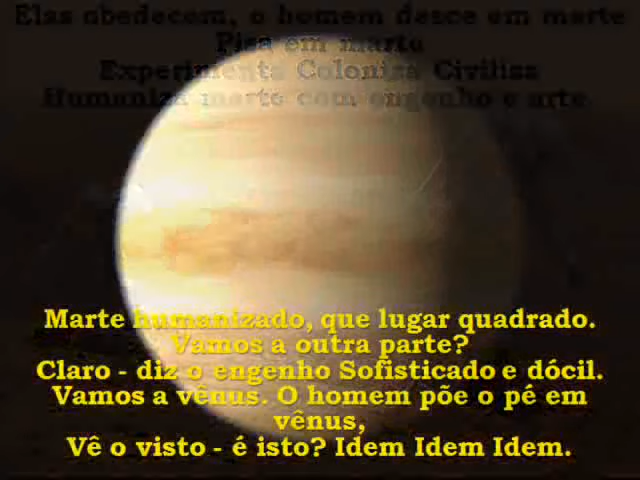 Elas obedecem, o homem desce em marte
Pisa em marte
Experimenta Coloniza Civiliza
Humaniza marte com engenho e arte.
Marte humanizado, que lugar quadrado.
Vamos a outra parte?
Claro - diz o engenho Sofisticado e dócil.
Vamos a vênus. O homem põe o pé em
vênus,
Vê o visto - é isto? Idem Idem Idem.